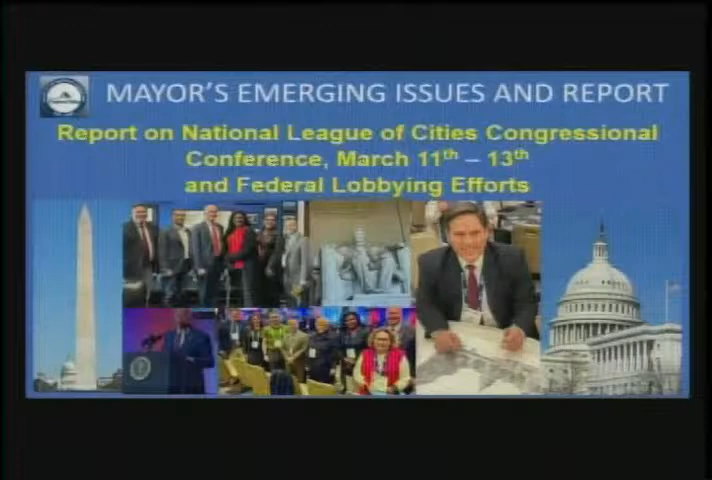 MAYOR'S EMERGING ISSUES AND REPORT
Report on National League of Cities Congressional
Conference, March 11th – 13th
and Federal Lobbying Efforts